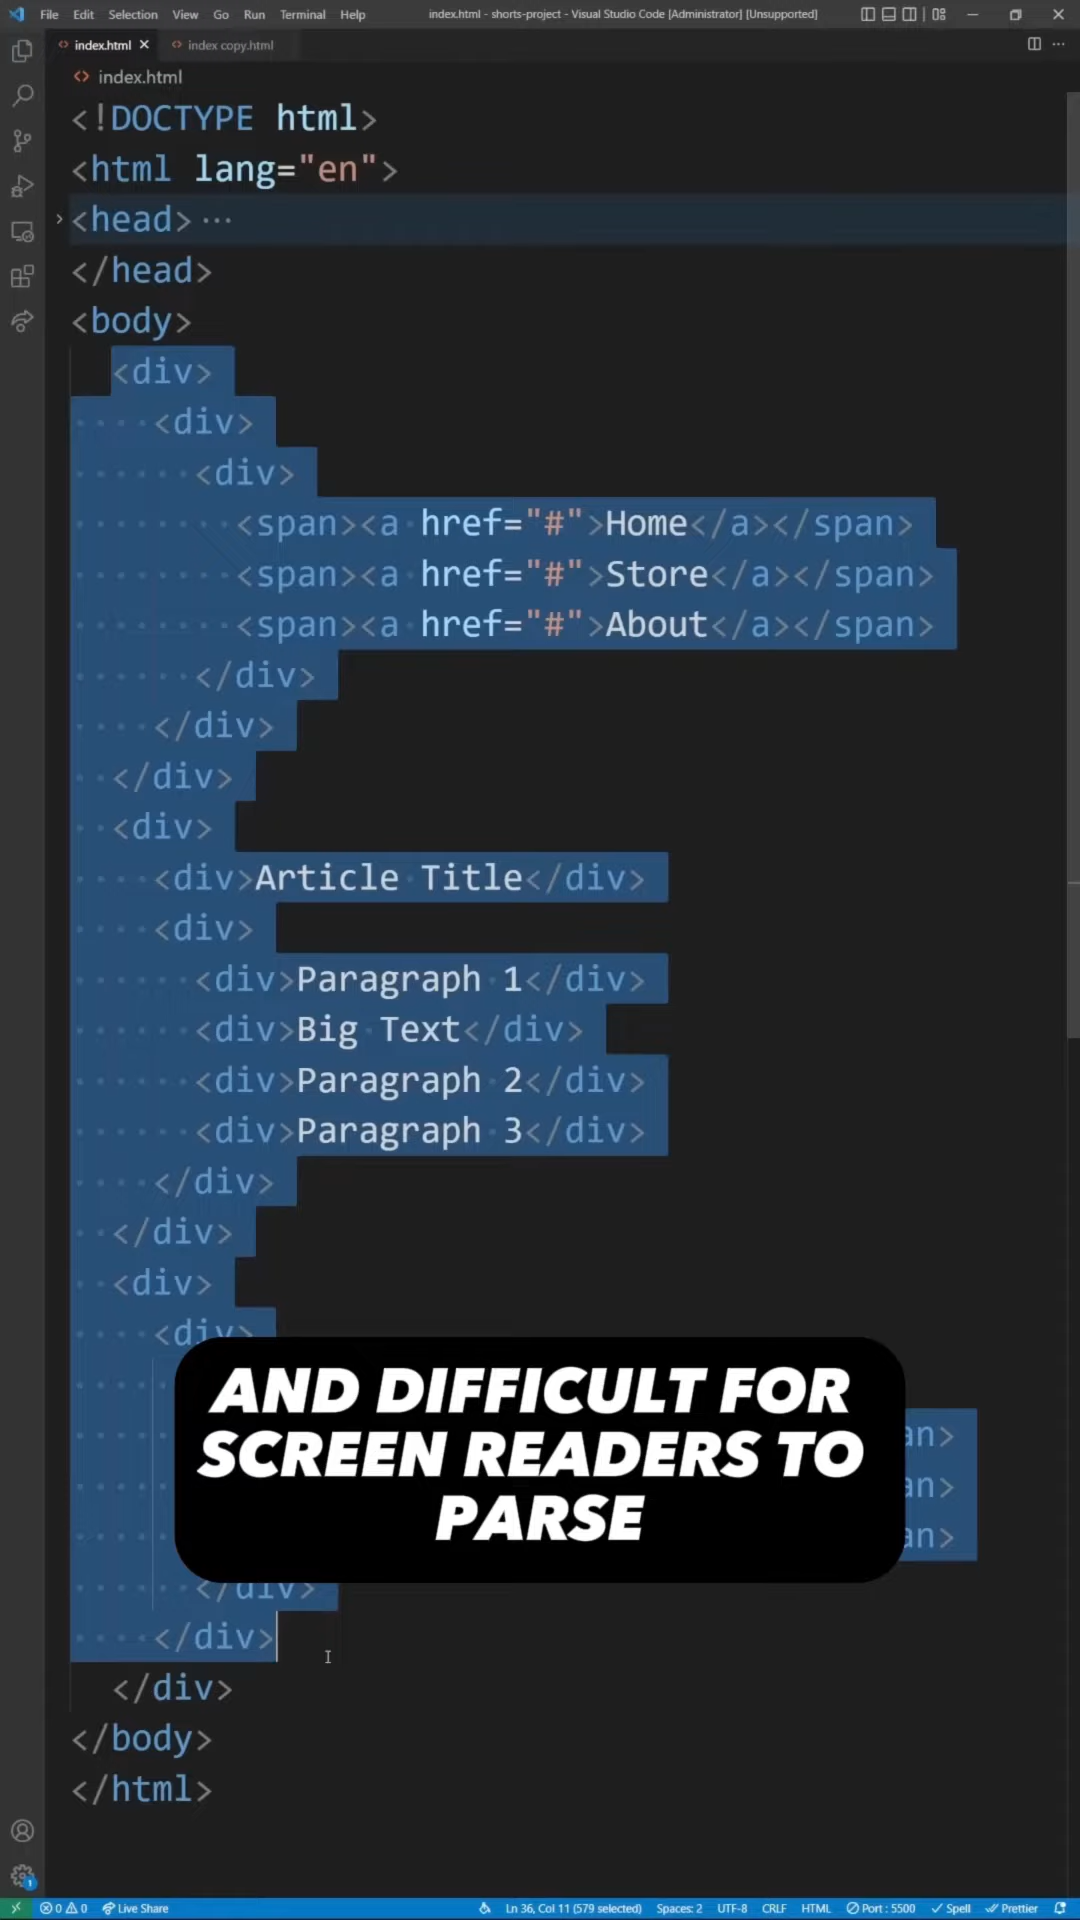 File Edit Selection View Go Run Terminal Help index.html - shorts-project - Visual Studio Code [Administrator] [Unsupported]
index.html index copy.html
index.html
<!DOCTYPE html>
<html lang="en">
<head>...
</head>
<body>
<div>
<div>
<div>
<span><a href="#">Home</a></span>
<span><a href="#">Store</a></span>
<span><a href="#">About</a></span>
</div>
</div>
</div>
<div>
<div>Article Title</div>
<div>
<div>Paragraph 1</div>
<div>Big Text</div>
<div>Paragraph 2</div>
<div>Paragraph 3</div>
</div>
</div>
<div>
<div>
AND DIFFICULT FOR
SCREEN READERS TO
PARSE
</div>
</div>
</div>
</body>
</html>
1
0 0 Live Share Ln 36, Col 11 (579 selected) Spaces: 2 UTF-8 CRLF HTML Port : 5500 Spell Prettier